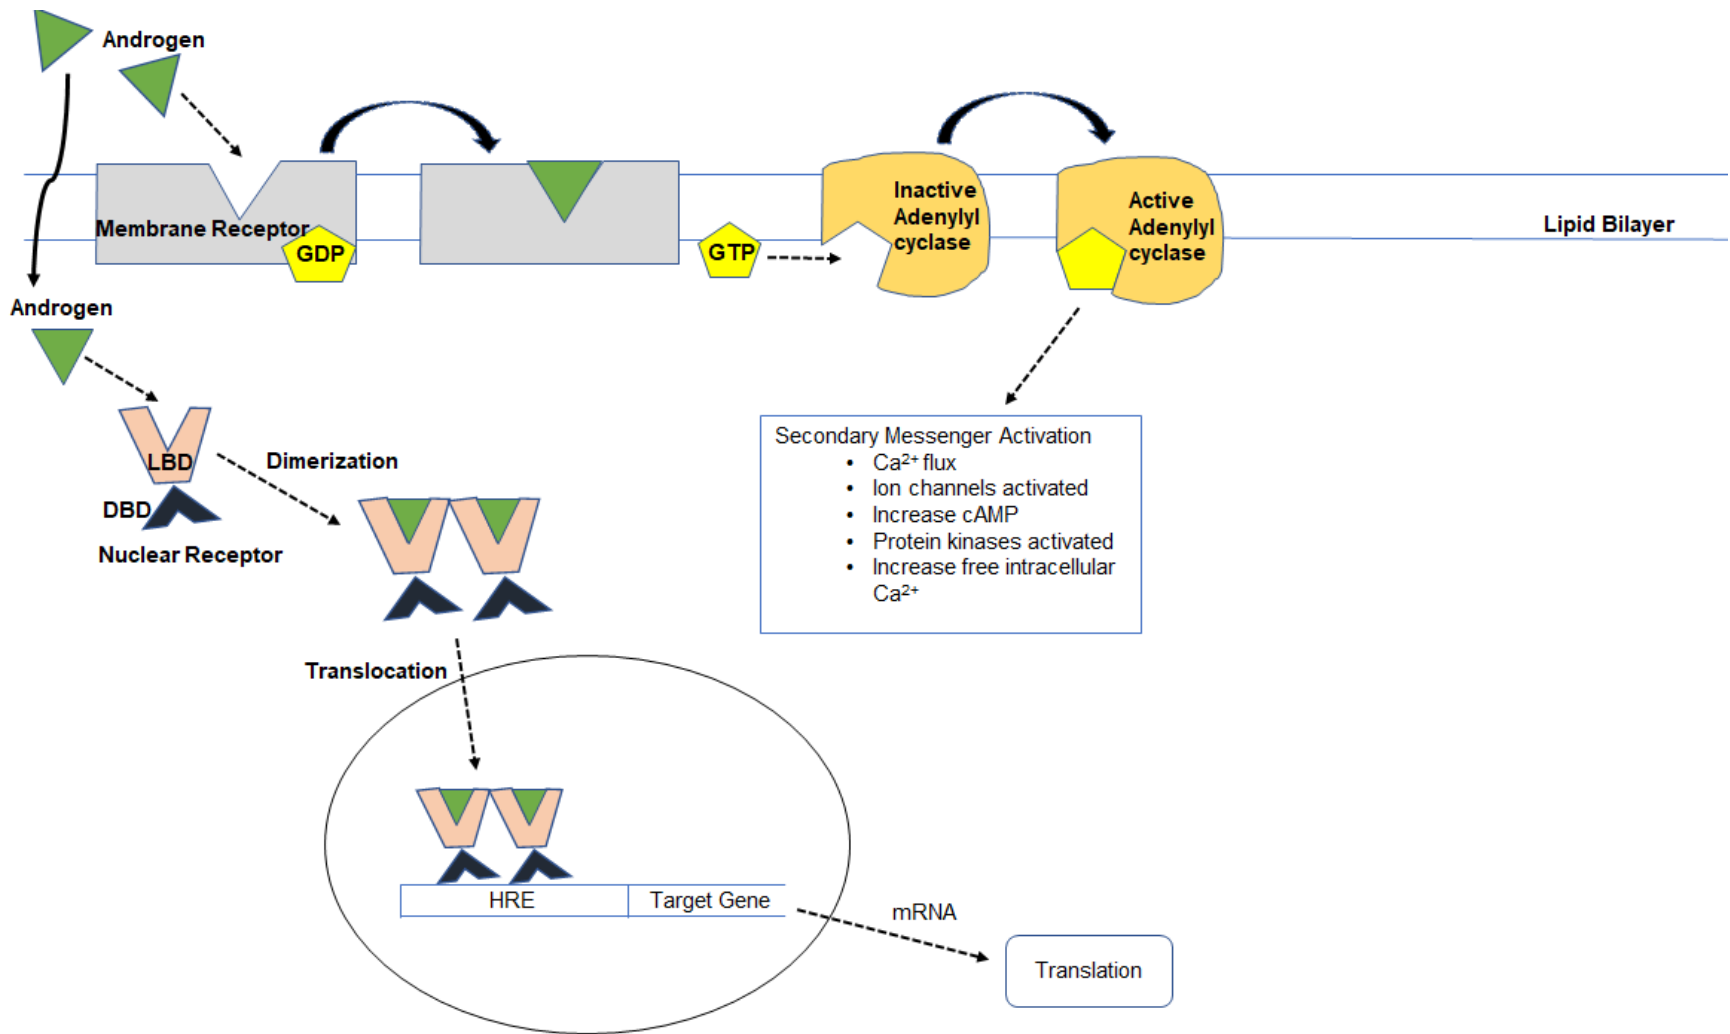 Androgen
Membrane Receptor
GDP
GTP
Inactive
Adenylyl
cyclase
Active
Adenylyl
cyclase
Lipid Bilayer
Androgen
LBD
DBD
Nuclear Receptor
Dimerization
Secondary Messenger Activation
• Ca²⁺ flux
• Ion channels activated
• Increase cAMP
• Protein kinases activated
• Increase free intracellular
Ca²⁺
Translocation
HRE
Target Gene
mRNA
Translation